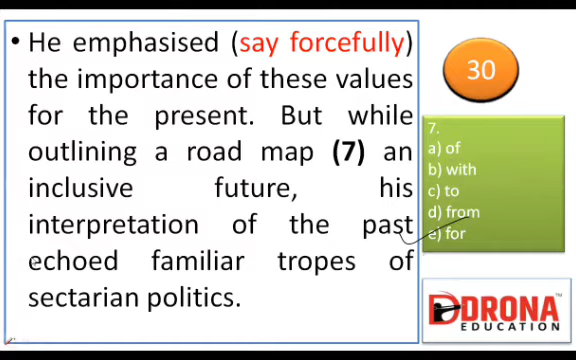 • He emphasised (say forcefully)
the importance of these values
for the present. But while
outlining a road map (7) an
inclusive future, his
interpretation of the past
echoed familiar tropes of
sectarian politics.
30
7.
a) of
b) with
c) to
d) from
e) for
DRONA
EDUCATION
TM